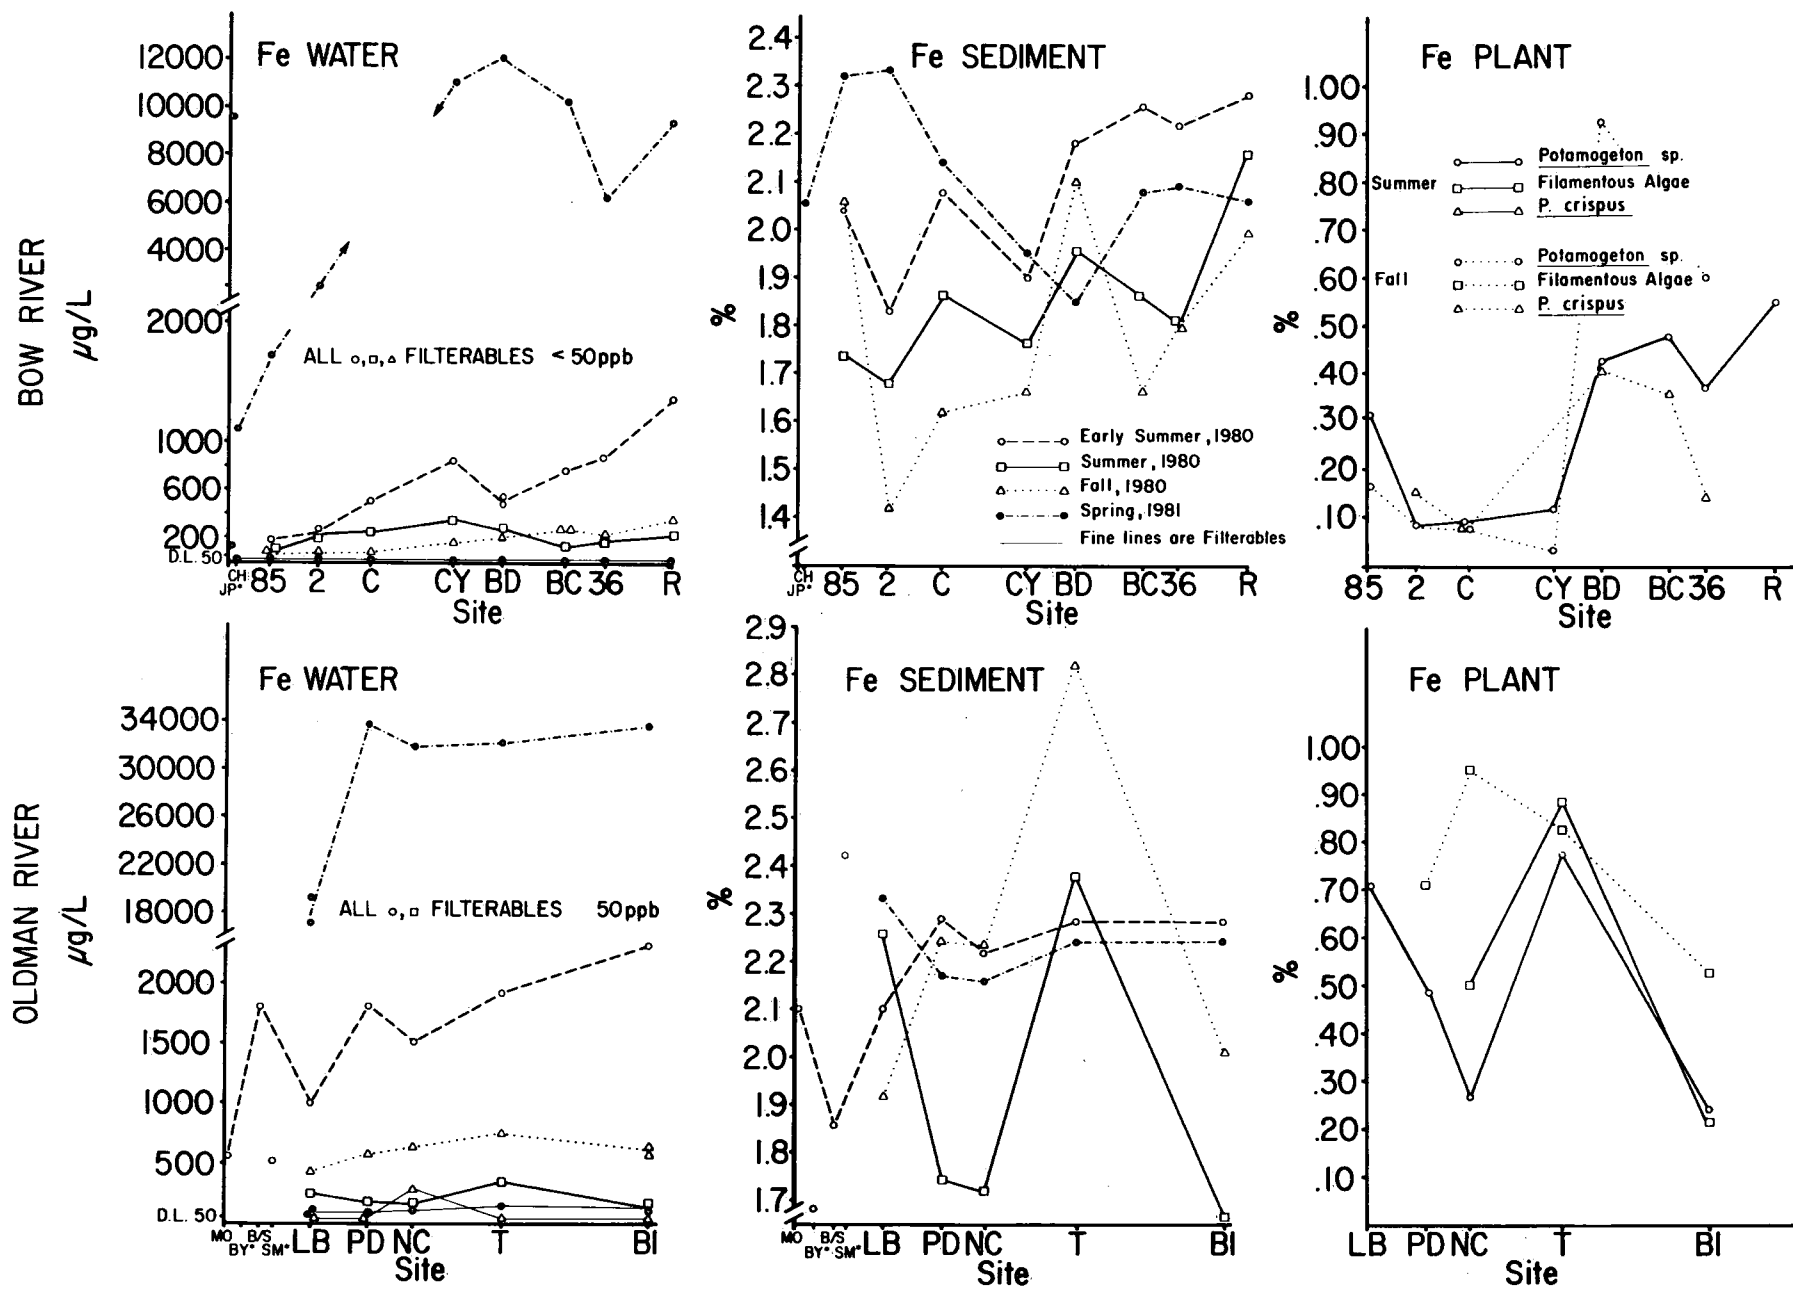 BOW RIVER
µg/L
Fe WATER
12000
10000
8000
6000
4000
2000
1000
600
200
D.L. 50
ALL ○,□,△ FILTERABLES < 50ppb
CH 85 2 C CY BD BC 36 R
JP*
Site
Fe SEDIMENT
%
2.4
2.3
2.2
2.1
2.0
1.9
1.8
1.7
1.6
1.5
1.4
Early Summer, 1980
Summer, 1980
Fall, 1980
Spring, 1981
Fine lines are Filterables
CH 85 2 C CY BD BC 36 R
JP*
Site
Fe PLANT
%
1.00
.90
.80
.70
.60
.50
.40
.30
.20
.10
Summer
Potamogeton sp.
Filamentous Algae
P. crispus
Fall
Potamogeton sp.
Filamentous Algae
P. crispus
85 2 C CY BD BC 36 R
Site
OLDMAN RIVER
µg/L
Fe WATER
34000
30000
26000
22000
18000
2000
1500
1000
500
D.L. 50
ALL ○,□ FILTERABLES 50ppb
MO B/S LB PD NC T BI
BY* SM*
Site
Fe SEDIMENT
%
2.9
2.8
2.7
2.6
2.5
2.4
2.3
2.2
2.1
2.0
1.9
1.8
1.7
MO B/S LB PD NC T BI
BY* SM*
Site
Fe PLANT
%
1.00
.90
.80
.70
.60
.50
.40
.30
.20
.10
LB PD NC T BI
Site